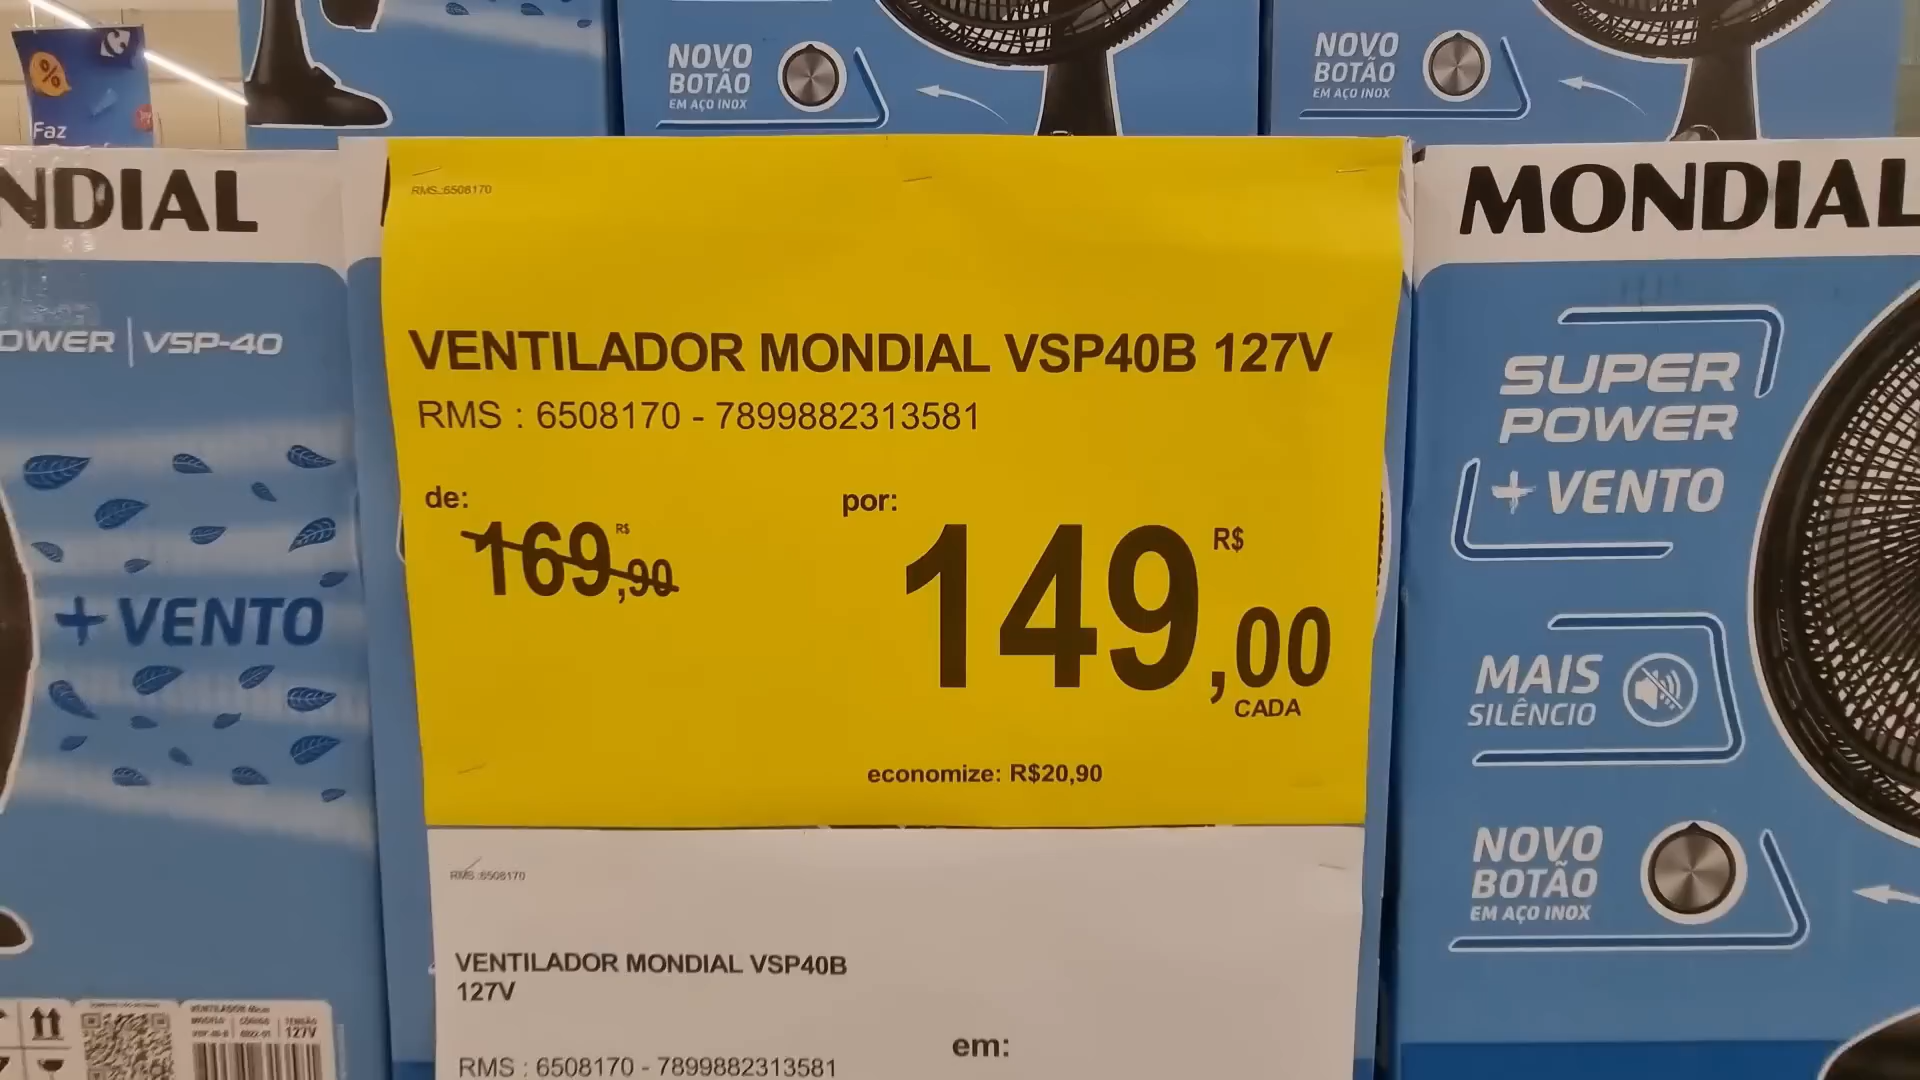 Faz
NOVO
BOTÃO
EM AÇO INOX
NOVO
BOTÃO
EM AÇO INOX
NDIAL
OWER | VSP-40
+ VENTO
127V
RMS :6508170
VENTILADOR MONDIAL VSP40B 127V
RMS : 6508170 - 7899882313581
de:
R$ 169,90
por:
R$ 149,00
CADA
economize: R$20,90
RMS :6508170
VENTILADOR MONDIAL VSP40B
127V
RMS : 6508170 - 7899882313581
em:
MONDIAL
SUPER
POWER
+ VENTO
MAIS
SILÊNCIO
NOVO
BOTÃO
EM AÇO INOX